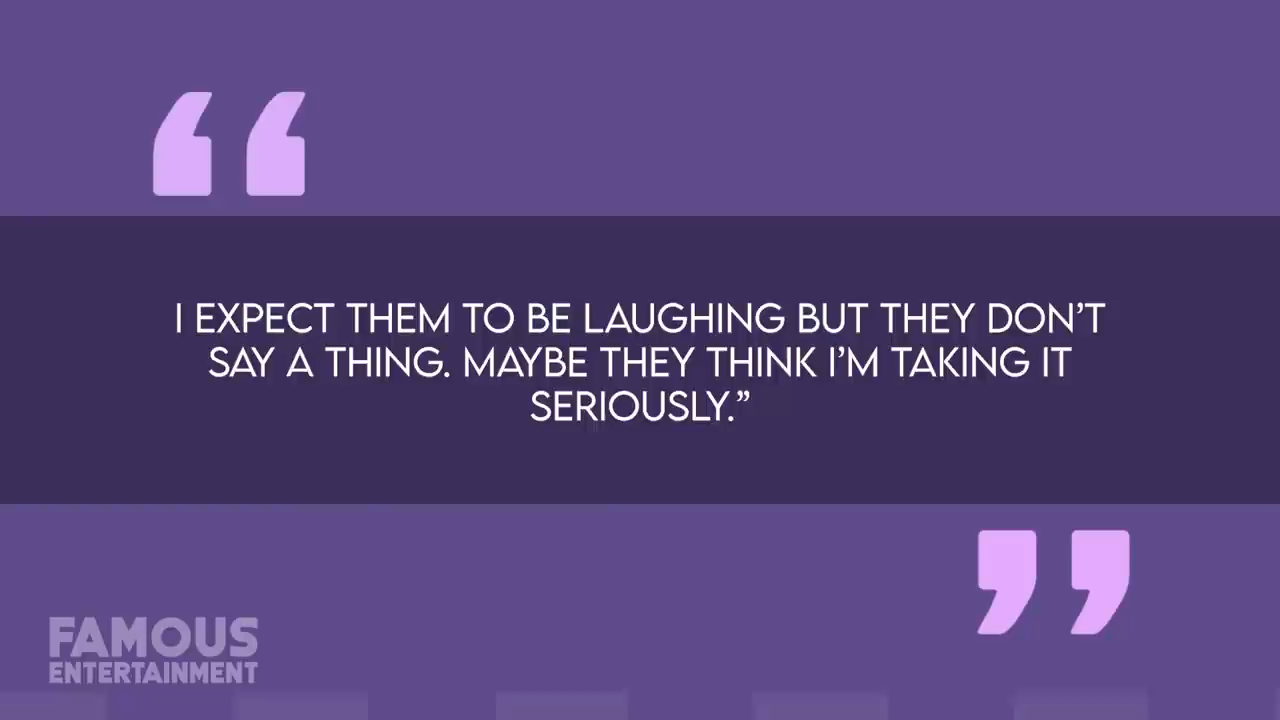 I EXPECT THEM TO BE LAUGHING BUT THEY DON’T
SAY A THING. MAYBE THEY THINK I’M TAKING IT
SERIOUSLY.”
FAMOUS
ENTERTAINMENT